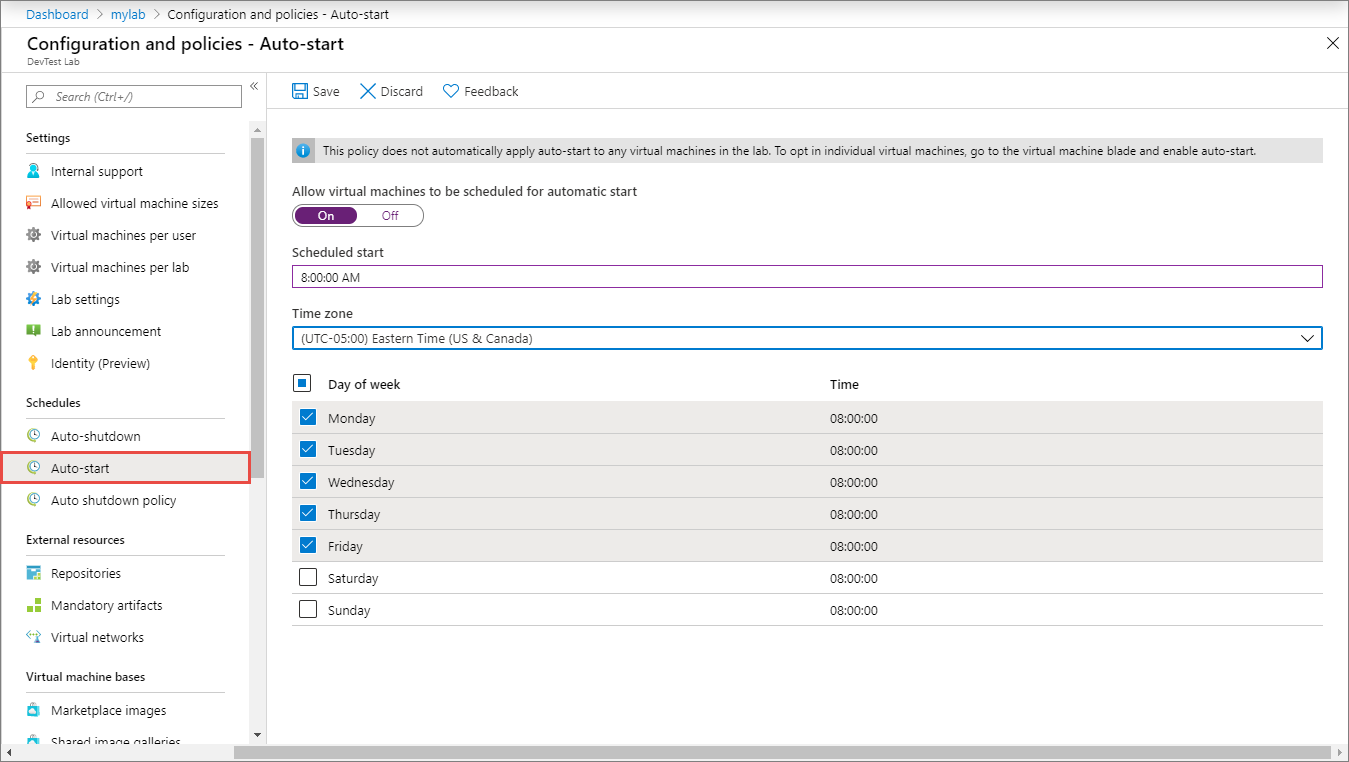 Dashboard > mylab > Configuration and policies - Auto-start
Configuration and policies - Auto-start
DevTest Lab
Search (Ctrl+/)
Settings
Internal support
Allowed virtual machine sizes
Virtual machines per user
Virtual machines per lab
Lab settings
Lab announcement
Identity (Preview)
Schedules
Auto-shutdown
Auto-start
Auto shutdown policy
External resources
Repositories
Mandatory artifacts
Virtual networks
Virtual machine bases
Marketplace images
Shared image galleries
Save Discard Feedback
This policy does not automatically apply auto-start to any virtual machines in the lab. To opt in individual virtual machines, go to the virtual machine blade and enable auto-start.
Allow virtual machines to be scheduled for automatic start
On Off
Scheduled start
8:00:00 AM
Time zone
(UTC-05:00) Eastern Time (US & Canada)
Day of week Time
Monday 08:00:00
Tuesday 08:00:00
Wednesday 08:00:00
Thursday 08:00:00
Friday 08:00:00
Saturday 08:00:00
Sunday 08:00:00